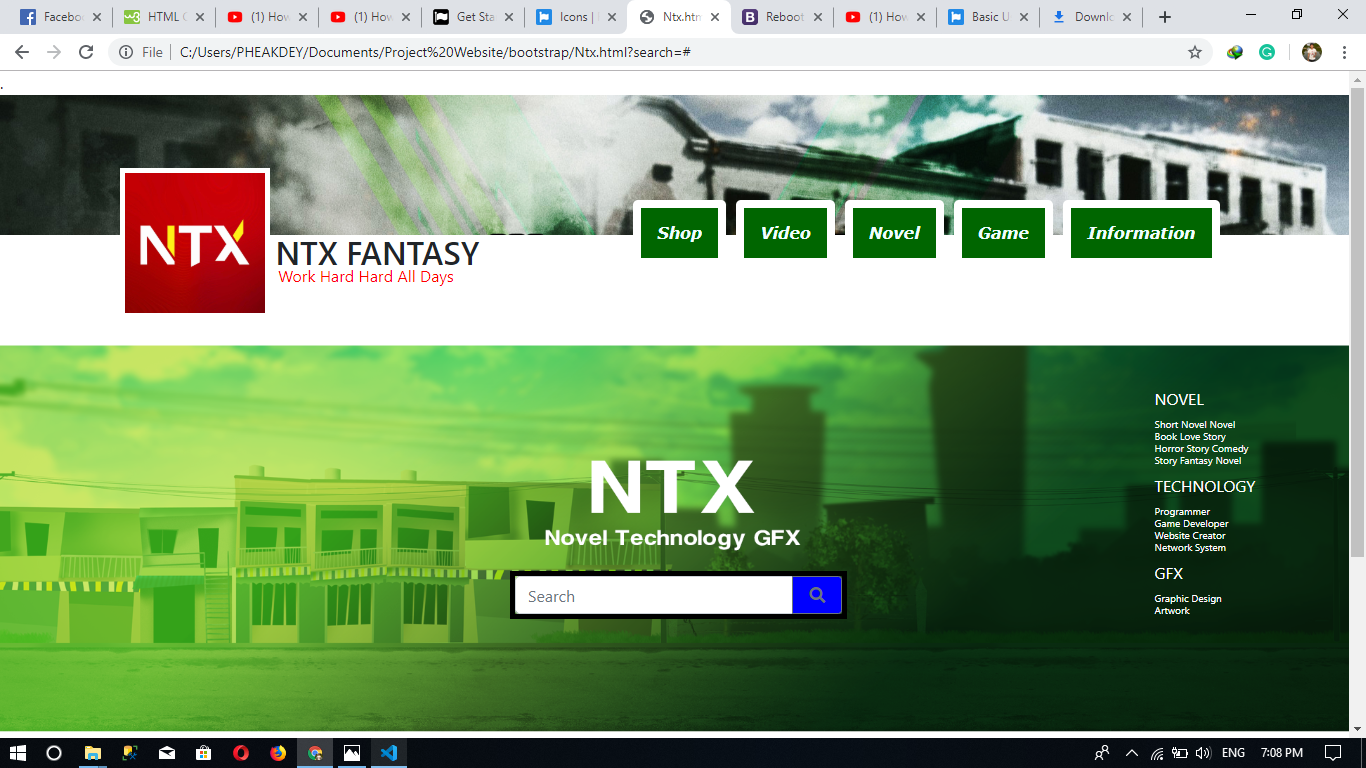 Facebo
HTML
(1) How
(1) How
Get Sta
Icons |
Ntx.htm
Reboot
(1) How
Basic U
Downlo
File
C:/Users/PHEAKDEY/Documents/Project%20Website/bootstrap/Ntx.html?search=#
.
NTX
NTX FANTASY
Work Hard Hard All Days
Shop
Video
Novel
Game
Information
NTX
Novel Technology GFX
Search
NOVEL
Short Novel Novel
Book Love Story
Horror Story Comedy
Story Fantasy Novel
TECHNOLOGY
Programmer
Game Developer
Website Creator
Network System
GFX
Graphic Design
Artwork
ENG
7:08 PM